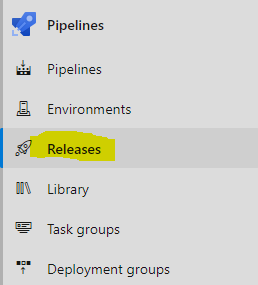 Pipelines
Pipelines
Environments
Releases
Library
Task groups
Deployment groups